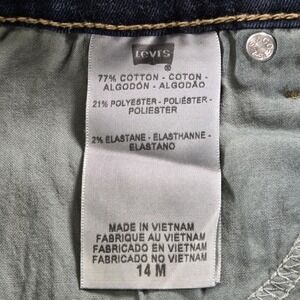 Levi's
®
77% COTTON - COTON -
ALGODÓN - ALGODÃO
21% POLYESTER - POLIÉSTER -
POLIESTER
2% ELASTANE - ELASTHANNE -
ELASTANO
MADE IN VIETNAM
FABRIQUE AU VIETNAM
FABRICADO EN VIETNAM
FABRICADO NO VIETNAM
14 M